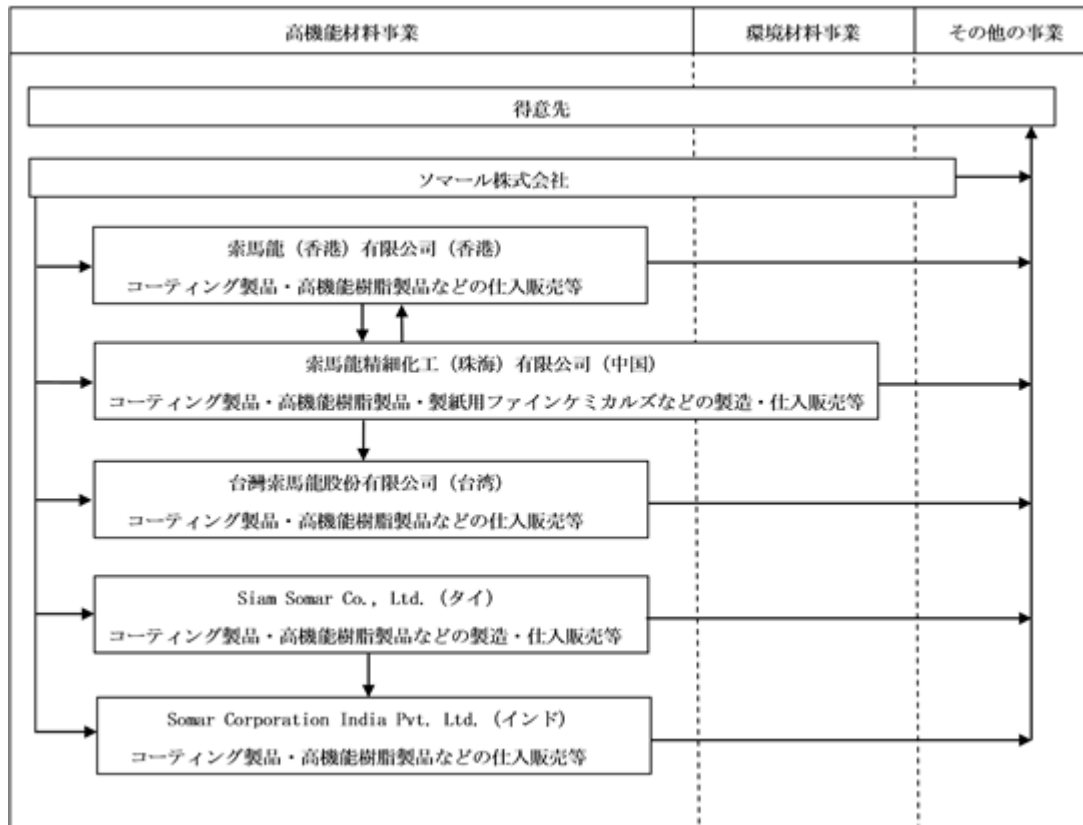 高機能材料事業
環境材料事業
その他の事業
得意先
ソマール株式会社
索馬龍（香港）有限公司（香港）
コーティング製品・高機能樹脂製品などの仕入販売等
索馬龍精細化工（珠海）有限公司（中国）
コーティング製品・高機能樹脂製品・製紙用ファインケミカルズなどの製造・仕入販売等
台灣索馬龍股份有限公司（台湾）
コーティング製品・高機能樹脂製品などの仕入販売等
Siam Somar Co., Ltd.（タイ）
コーティング製品・高機能樹脂製品などの製造・仕入販売等
Somar Corporation India Pvt. Ltd.（インド）
コーティング製品・高機能樹脂製品などの仕入販売等